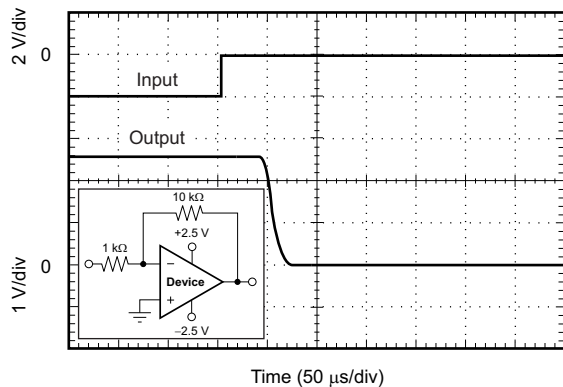 2 V/div
0
Input
Output
10 kΩ
+2.5 V
1 kΩ
−
Device
+
−2.5 V
0
1 V/div
Time (50 μs/div)